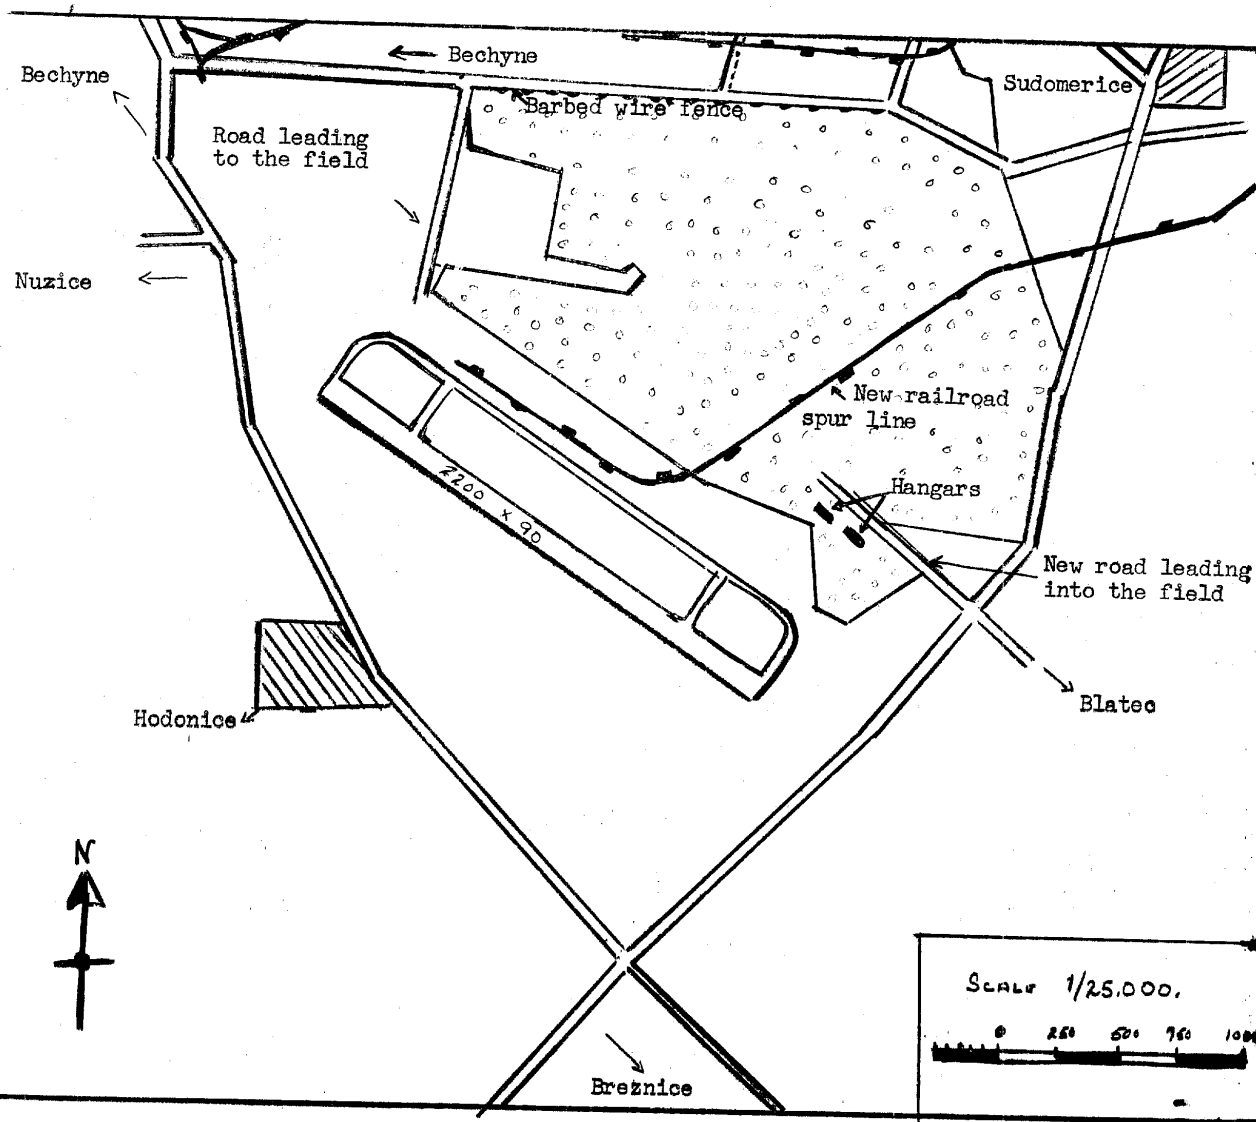 Bechyne
Bechyne
Sudomerice
Barbed wire fence
Road leading
to the field
Nuzice
New railroad
spur line
2200 x 90
Hangars
New road leading
into the field
Hodonice
Blatec
N
SCALE 1/25.000.
0 250 500 750 1000
Breznice